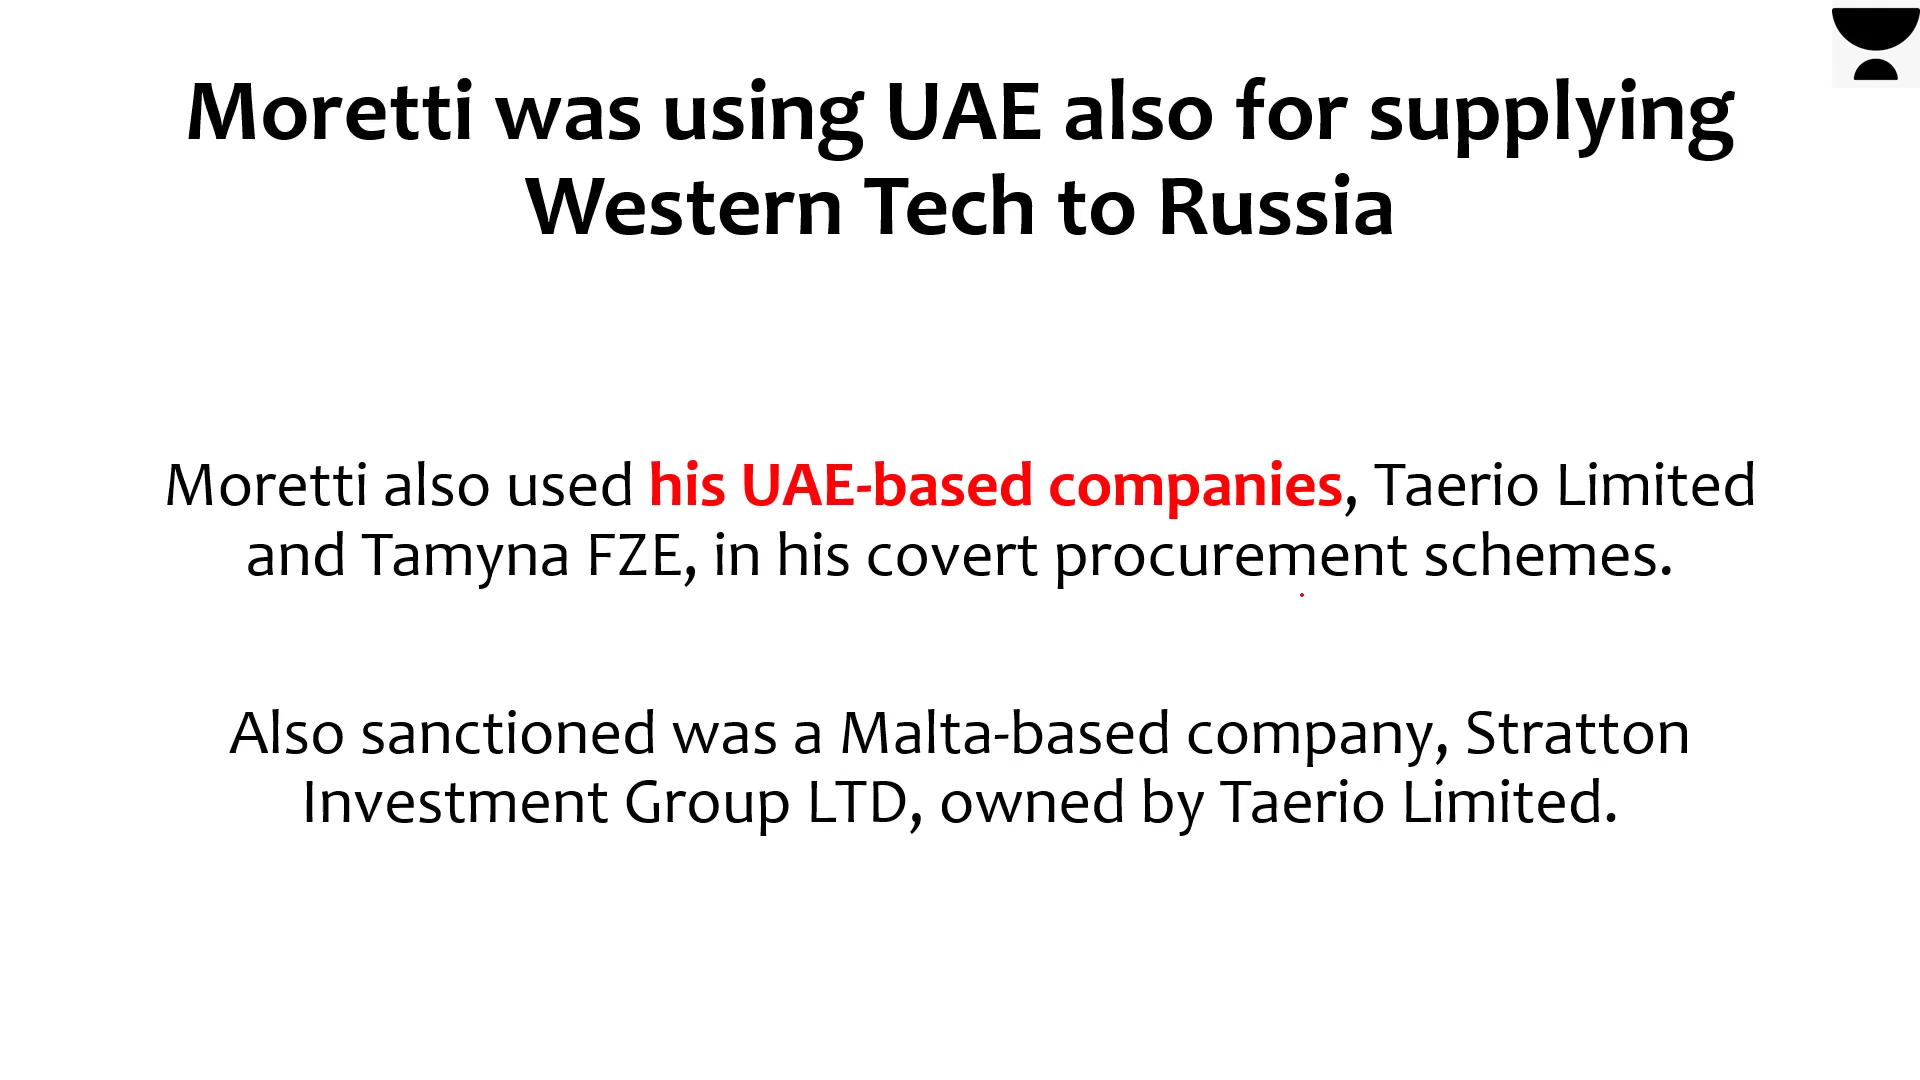 Moretti was using UAE also for supplying
Western Tech to Russia
Moretti also used his UAE-based companies, Taerio Limited
and Tamyna FZE, in his covert procurement schemes.
Also sanctioned was a Malta-based company, Stratton
Investment Group LTD, owned by Taerio Limited.